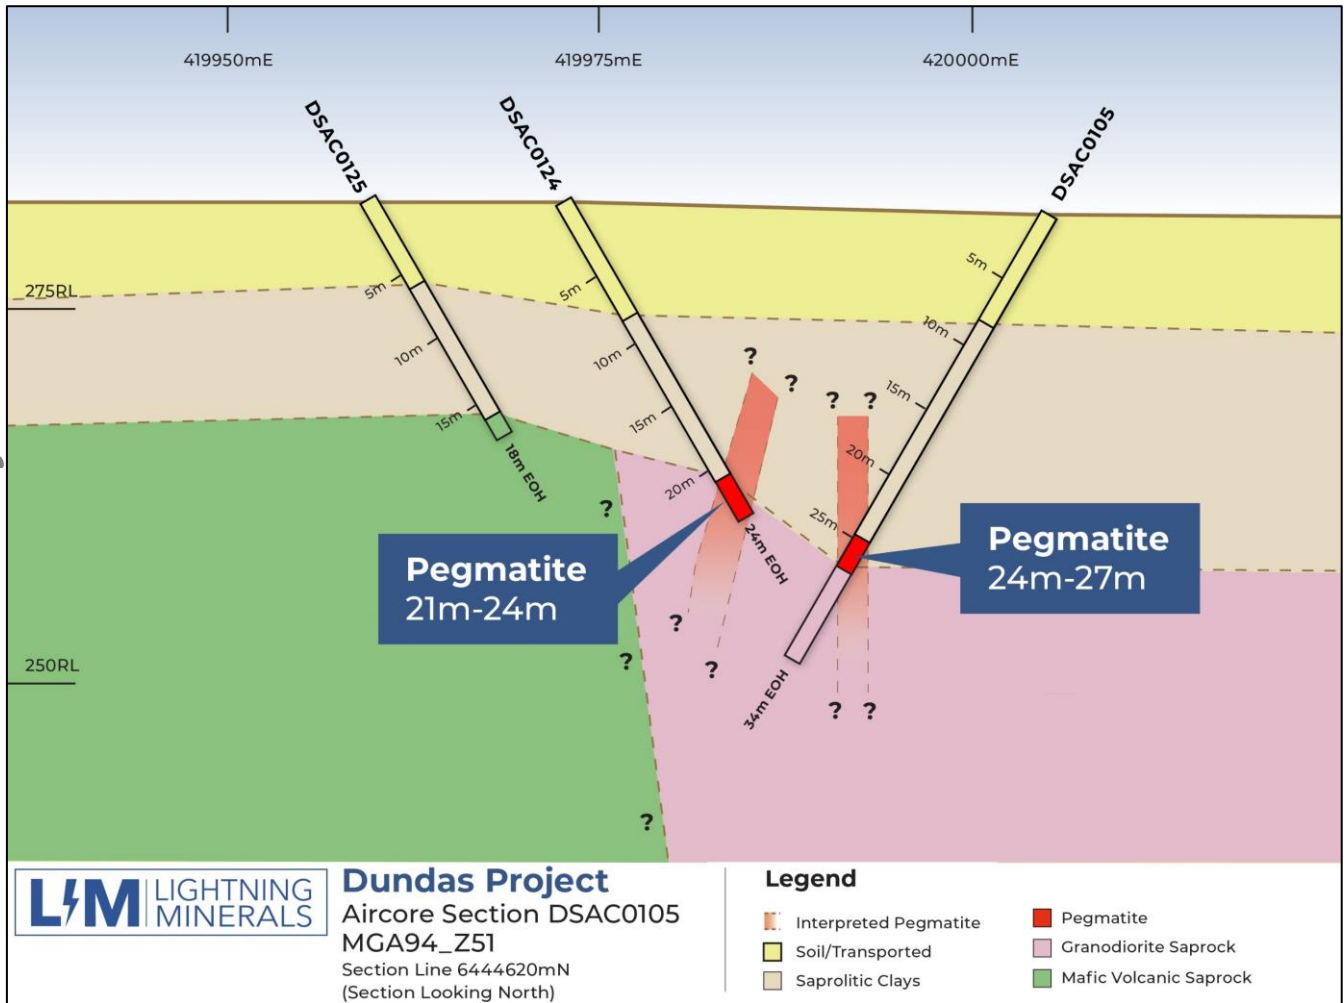 419950mE
419975mE
420000mE
DSAC0125
DSAC0124
DSAC0105
275RL
250RL
5m
10m
15m
18m EOH
5m
10m
15m
20m
24m EOH
5m
10m
15m
20m
25m
34m EOH
? ?
? ?
?
?
?
? ?
? ?
Pegmatite
21m-24m
Pegmatite
24m-27m
LM LIGHTNING
MINERALS
Dundas Project
Aircore Section DSAC0105
MGA94_Z51
Section Line 6444620mN
(Section Looking North)
Legend
Interpreted Pegmatite
Soil/Transported
Saprolitic Clays
Pegmatite
Granodiorite Saprock
Mafic Volcanic Saprock